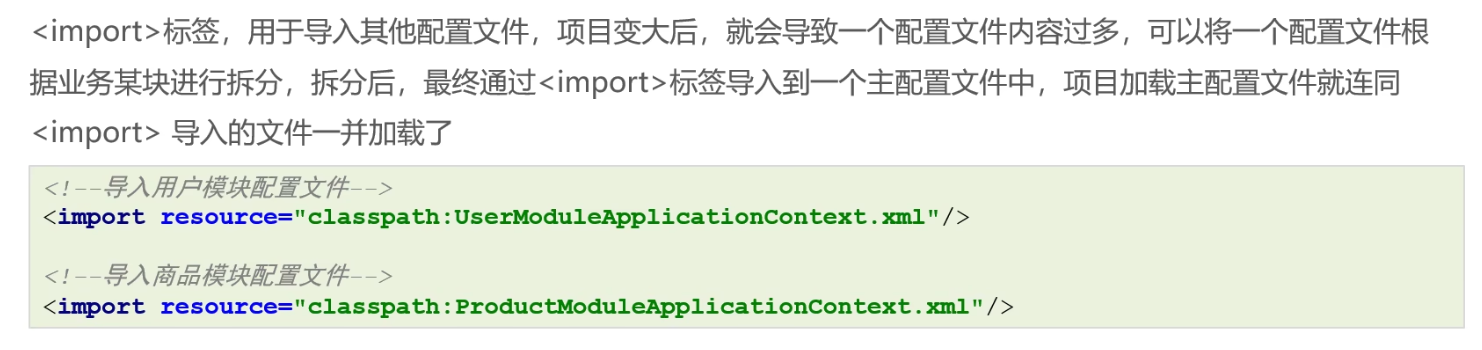 <import>标签，用于导入其他配置文件，项目变大后，就会导致一个配置文件内容过多，可以将一个配置文件根
据业务某块进行拆分，拆分后，最终通过<import>标签导入到一个主配置文件中，项目加载主配置文件就连同
<import> 导入的文件一并加载了
<!--导入用户模块配置文件-->
<import resource="classpath:UserModuleApplicationContext.xml"/>
<!--导入商品模块配置文件-->
<import resource="classpath:ProductModuleApplicationContext.xml"/>